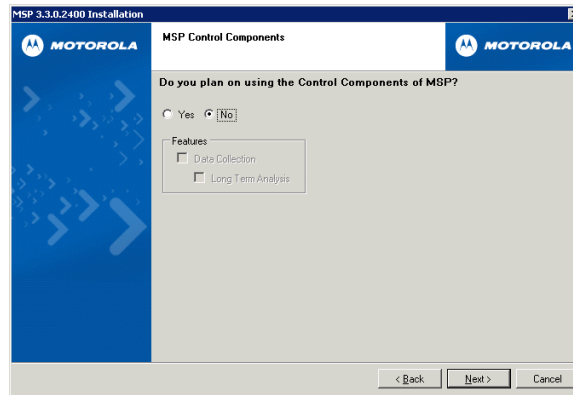 MSP 3.3.0.2400 Installation
MOTOROLA
MSP Control Components
MOTOROLA
Do you plan on using the Control Components of MSP?
Yes No
Features
Data Collection
Long Term Analysis
< Back Next > Cancel